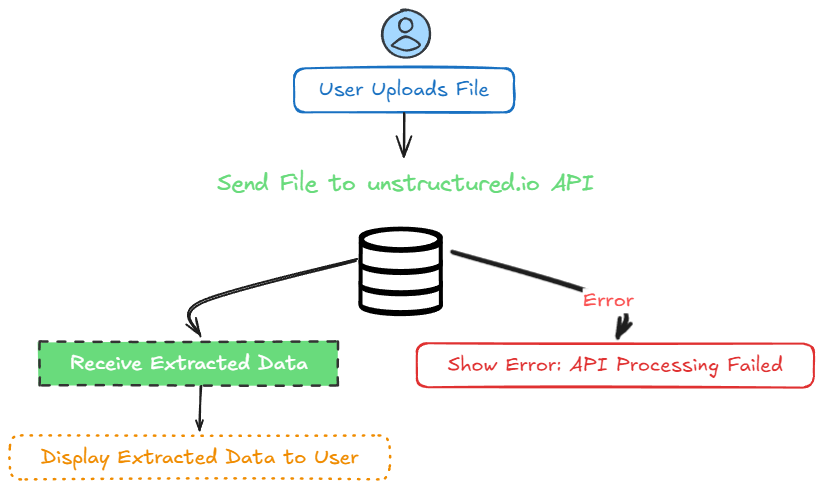 User Uploads File
Send File to unstructured.io API
Error
Receive Extracted Data
Show Error: API Processing Failed
Display Extracted Data to User